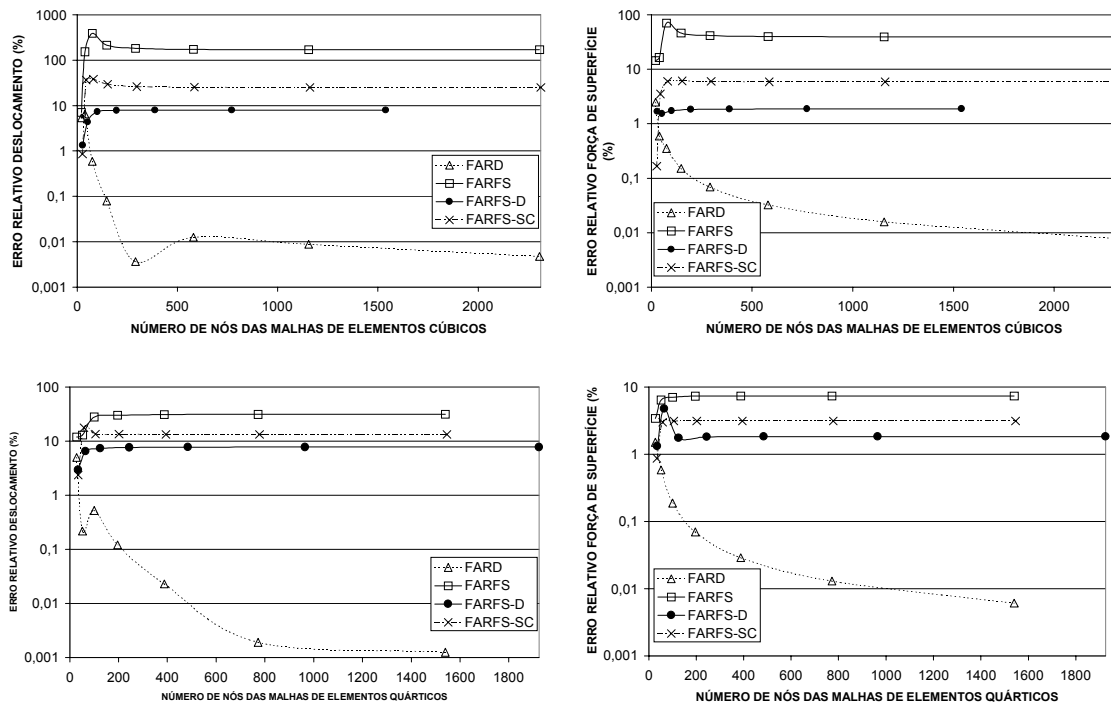 ERRO RELATIVO DESLOCAMENTO (%)
1000
100
10
1
0,1
0,01
0,001
0
500
1000
1500
2000
NÚMERO DE NÓS DAS MALHAS DE ELEMENTOS CÚBICOS
FARD
FARFS
FARFS-D
FARFS-SC
ERRO RELATIVO FORÇA DE SUPERFÍCIE
(%)
100
10
1
0,1
0,01
0,001
0
500
1000
1500
2000
NÚMERO DE NÓS DAS MALHAS DE ELEMENTOS CÚBICOS
FARD
FARFS
FARFS-D
FARFS-SC
ERRO RELATIVO DESLOCAMENTO (%)
100
10
1
0,1
0,01
0,001
0
200
400
600
800
1000
1200
1400
1600
1800
NÚMERO DE NÓS DAS MALHAS DE ELEMENTOS QUÁRTICOS
FARD
FARFS
FARFS-D
FARFS-SC
ERRO RELATIVO FORÇA DE SUPERFÍCIE (%
10
1
0,1
0,01
0,001
0
200
400
600
800
1000
1200
1400
1600
1800
NÚMERO DE NÓS DAS MALHAS DE ELEMENTOS QUÁRTICOS
FARD
FARFS
FARFS-D
FARFS-SC